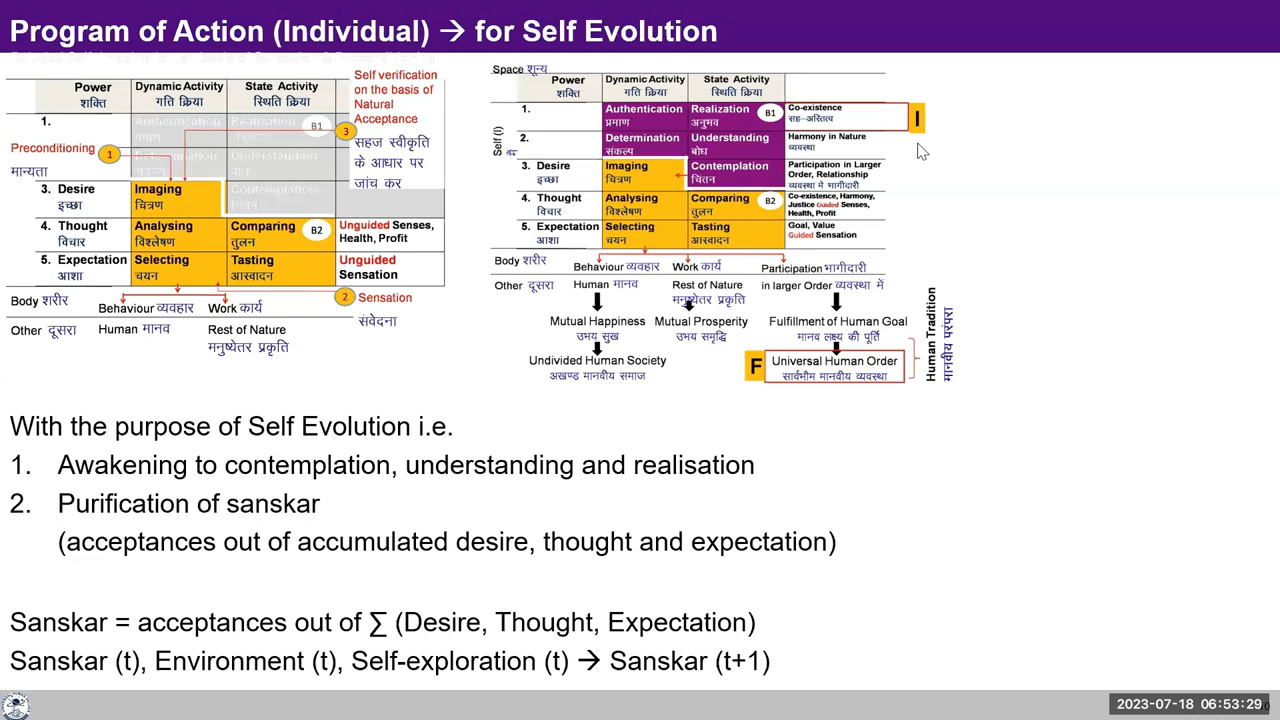 Program of Action (Individual) → for Self Evolution
Power
शक्ति
Dynamic Activity
गति क्रिया
State Activity
स्थिति क्रिया
Self verification
on the basis of
Natural
Acceptance
सहज स्वीकृति
के आधार पर
जांच कर
3
1.
Authentication
प्रमाण
Realization
B1
Preconditioning
मान्यता
1
Determination
Understanding
3. Desire
इच्छा
Imaging
चित्रण
Contemplation
4. Thought
विचार
Analysing
विश्लेषण
Comparing
तुलन
B2
Unguided Senses,
Health, Profit
5. Expectation
आशा
Selecting
चयन
Tasting
आस्वादन
Unguided
Sensation
Body शरीर
Behaviour व्यवहार
Work कार्य
2
Sensation
संवेदना
Other दूसरा
Human मानव
Rest of Nature
मनुष्येतर प्रकृति
Space शून्य
Power
शक्ति
Dynamic Activity
गति क्रिया
State Activity
स्थिति क्रिया
Self (I)
1.
Authentication
प्रमाण
Realization
अनुभव
B1
Co-existence
सह-अस्तित्व
I
2.
Determination
संकल्प
Understanding
बोध
Harmony in Nature
व्यवस्था
3. Desire
इच्छा
Imaging
चित्रण
Contemplation
चिंतन
Participation in Larger
Order, Relationship
व्यवस्था में भागीदारी
4. Thought
विचार
Analysing
विश्लेषण
Comparing
तुलन
B2
Co-existence, Harmony,
Justice Guided Senses,
Health, Profit
5. Expectation
आशा
Selecting
चयन
Tasting
आस्वादन
Goal, Value
Guided Sensation
Body शरीर
Behaviour व्यवहार
Work कार्य
Participation भागीदारी
Other दूसरा
Human मानव
Rest of Nature
मनुष्येतर प्रकृति
in larger Order व्यवस्था में
Mutual Happiness
उभय सुख
Mutual Prosperity
उभय समृद्धि
Fulfillment of Human Goal
मानव लक्ष्य की पूर्ति
Undivided Human Society
अखण्ड मानवीय समाज
F
Universal Human Order
सार्वभौम मानवीय व्यवस्था
Human Tradition
मानवीय परंपरा
With the purpose of Self Evolution i.e.
1. Awakening to contemplation, understanding and realisation
2. Purification of sanskar
(acceptances out of accumulated desire, thought and expectation)
Sanskar = acceptances out of ∑ (Desire, Thought, Expectation)
Sanskar (t), Environment (t), Self-exploration (t) → Sanskar (t+1)
2023-07-18 06:53:29